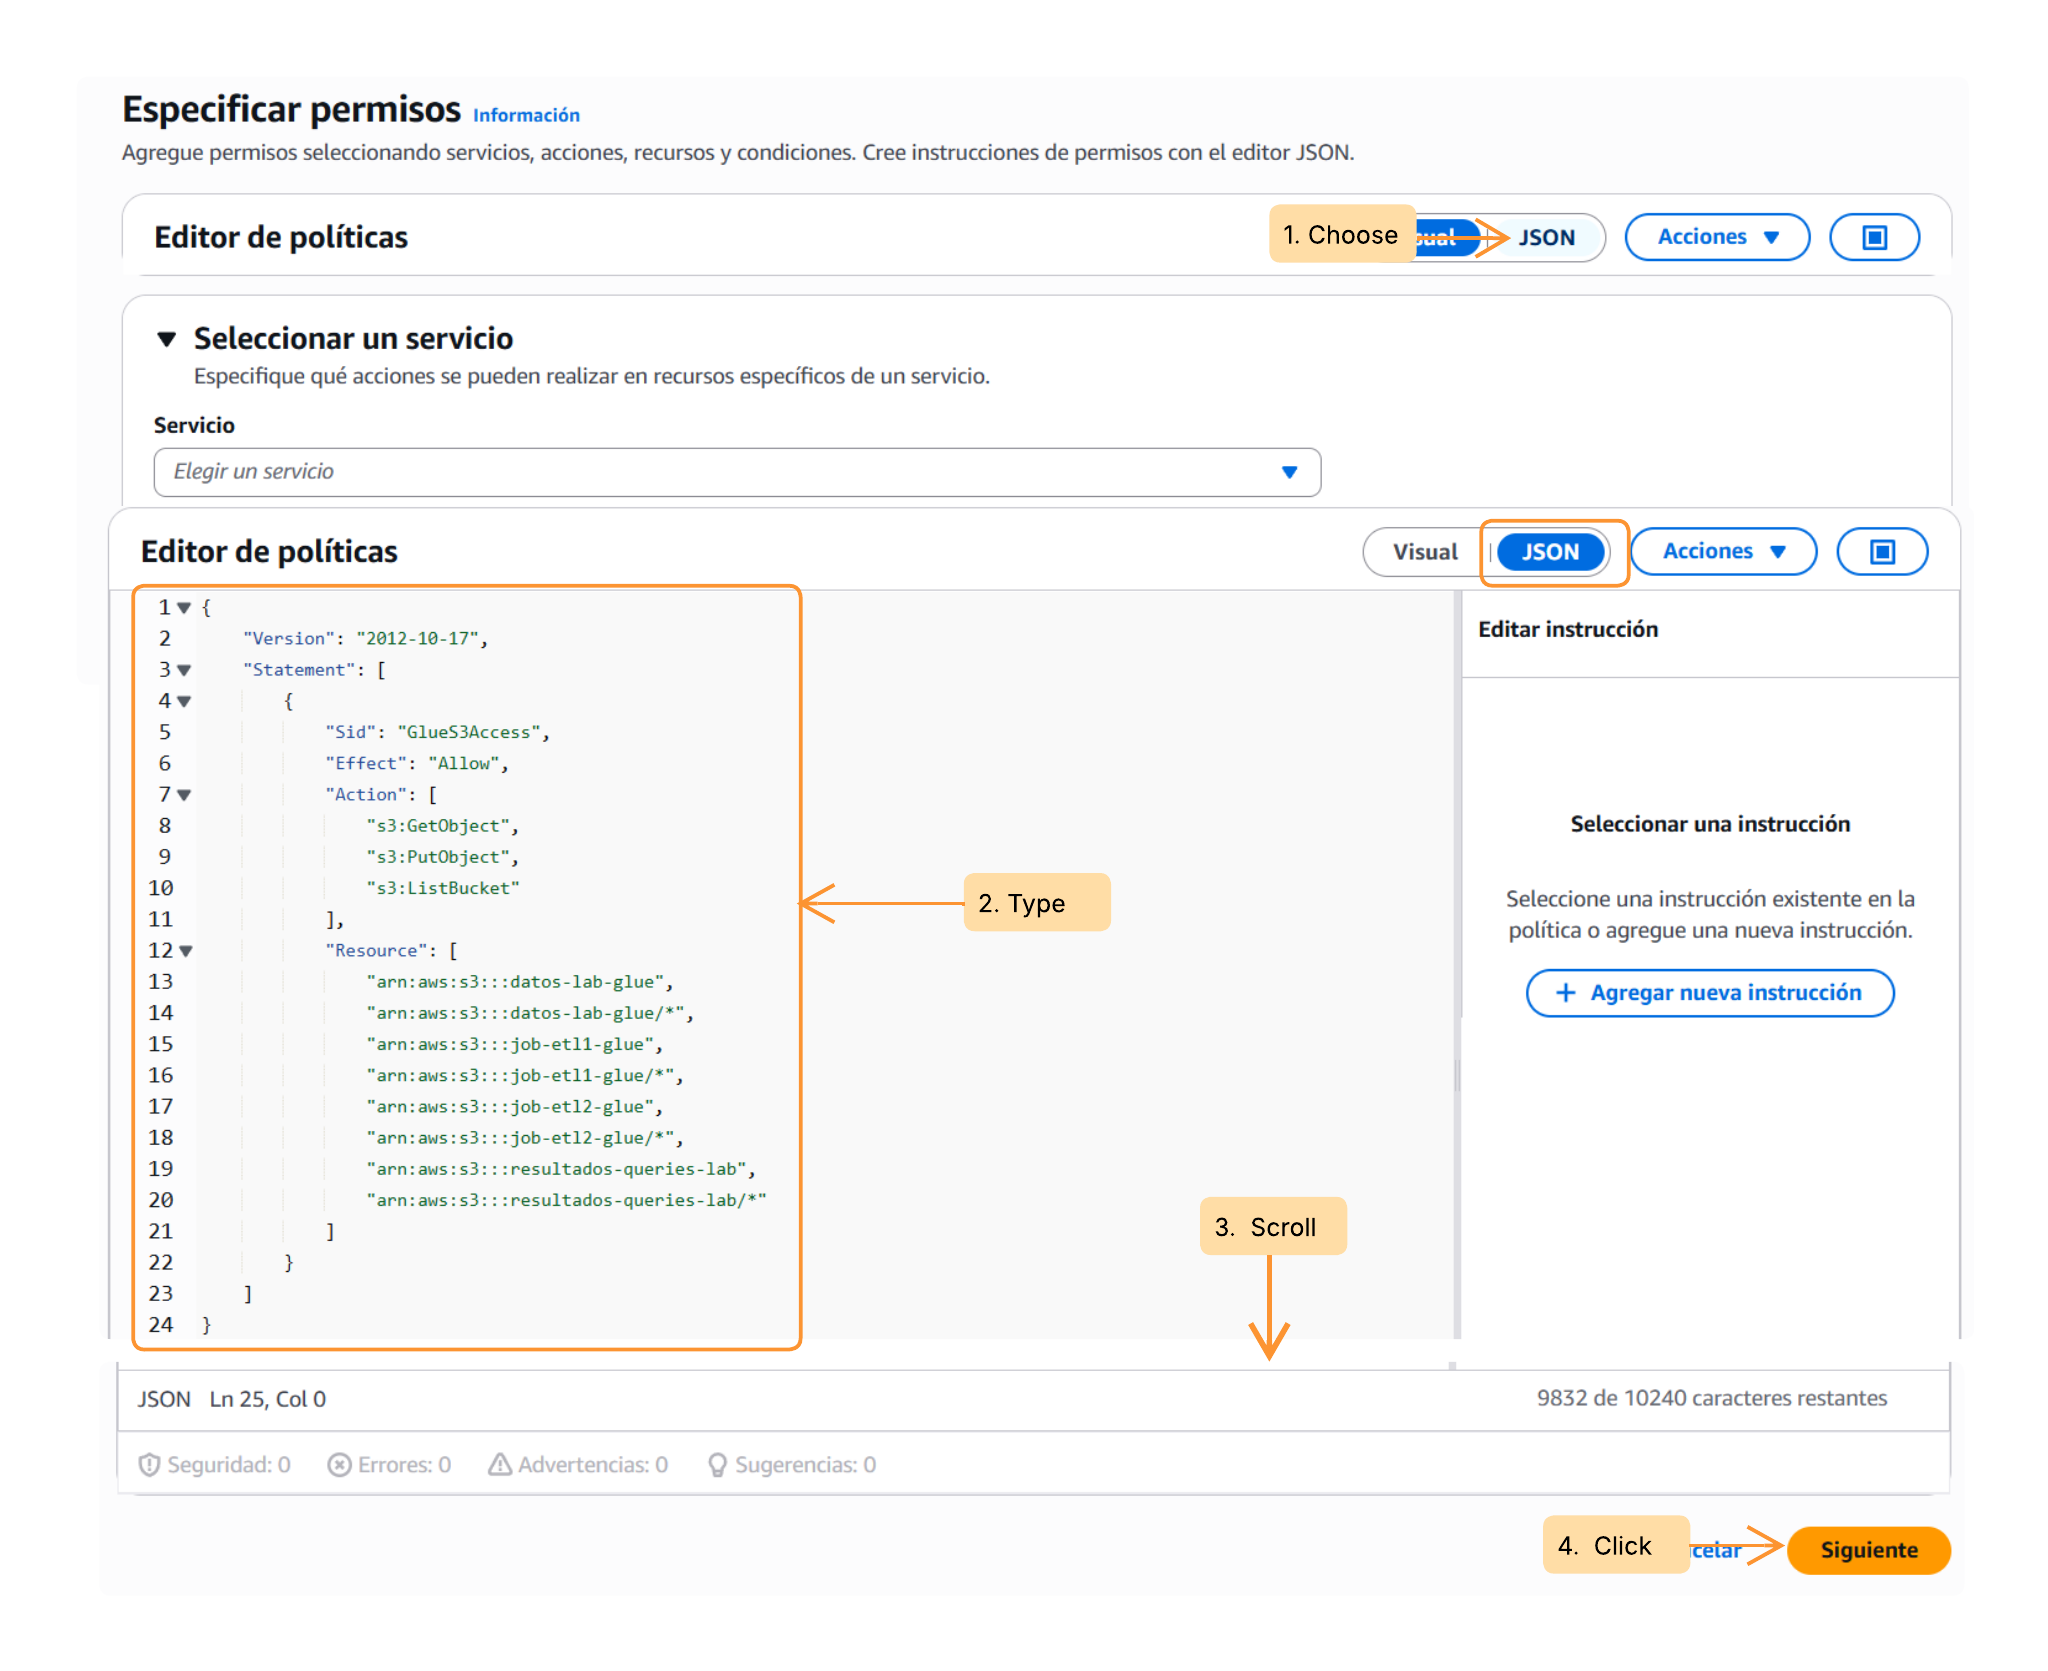 Especificar permisos Información
Agregue permisos seleccionando servicios, acciones, recursos y condiciones. Cree instrucciones de permisos con el editor JSON.
Editor de políticas 1. Choose JSON Acciones
Seleccionar un servicio
Especifique qué acciones se pueden realizar en recursos específicos de un servicio.
Servicio
Elegir un servicio
Editor de políticas Visual JSON Acciones
1 {
2 "Version": "2012-10-17",
3 "Statement": [
4 {
5 "Sid": "GlueS3Access",
6 "Effect": "Allow",
7 "Action": [
8 "s3:GetObject",
9 "s3:PutObject",
10 "s3:ListBucket"
11 ],
12 "Resource": [
13 "arn:aws:s3:::datos-lab-glue",
14 "arn:aws:s3:::datos-lab-glue/*",
15 "arn:aws:s3:::job-etl1-glue",
16 "arn:aws:s3:::job-etl1-glue/*",
17 "arn:aws:s3:::job-etl2-glue",
18 "arn:aws:s3:::job-etl2-glue/*",
19 "arn:aws:s3:::resultados-queries-lab",
20 "arn:aws:s3:::resultados-queries-lab/*"
21 ]
22 }
23 ]
24 }
2. Type
Editar instrucción
Seleccionar una instrucción
Seleccione una instrucción existente en la
política o agregue una nueva instrucción.
+ Agregar nueva instrucción
3. Scroll
JSON Ln 25, Col 0 9832 de 10240 caracteres restantes
Seguridad: 0 Errores: 0 Advertencias: 0 Sugerencias: 0
4. Click Siguiente